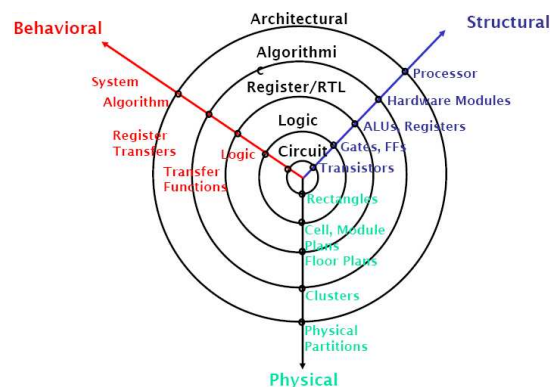 Architectural
Behavioral
Structural
Algorithmi
c
System
Processor
Algorithm
Register/RTL
Hardware Modules
Register
Transfers
Logic
ALUs, Registers
Logic
Circuit
Gates, FFs
Transfer
Functions
Transistors
Rectangles
Cell, Module
Plans
Floor Plans
Clusters
Physical
Partitions
Physical